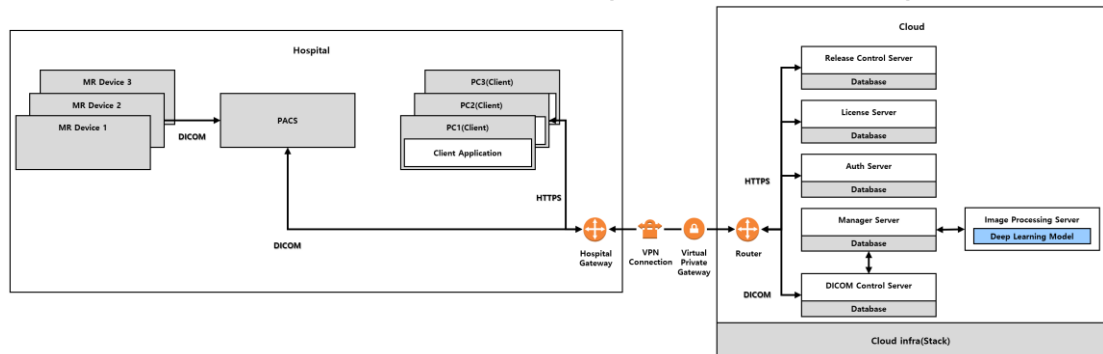 Hospital
MR Device 3
MR Device 2
MR Device 1
DICOM
PACS
PC3(Client)
PC2(Client)
PC1(Client)
Client Application
HTTPS
DICOM
Hospital
Gateway
VPN
Connection
Virtual
Private
Gateway
Router
Cloud
Release Control Server
Database
License Server
Database
Auth Server
Database
HTTPS
Manager Server
Database
Image Processing Server
Deep Learning Model
DICOM
DICOM Control Server
Database
Cloud infra(Stack)